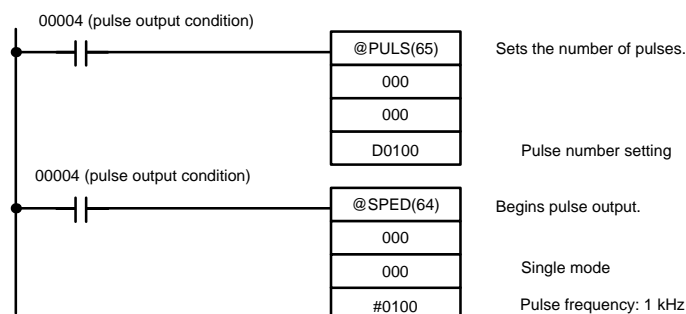 00004 (pulse output condition)
@PULS(65) Sets the number of pulses.
000
000
D0100 Pulse number setting
00004 (pulse output condition)
@SPED(64) Begins pulse output.
000
000 Single mode
#0100 Pulse frequency: 1 kHz